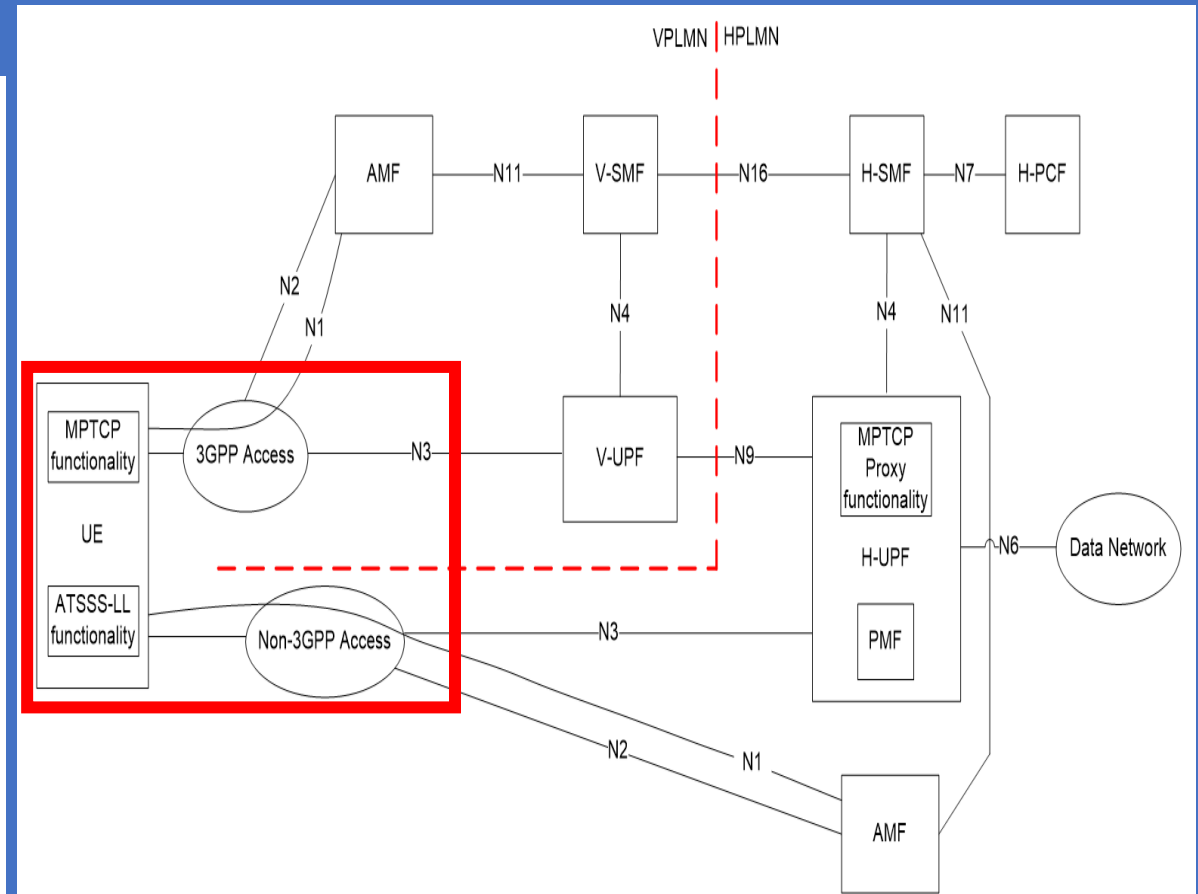 VPLMN
HPLMN
AMF
N11
V-SMF
N16
H-SMF
N7
H-PCF
N2
N1
N4
N4
N11
MPTCP
functionality
3GPP Access
N3
V-UPF
N9
MPTCP
Proxy
functionality
UE
H-UPF
N6
Data Network
ATSSS-LL
functionality
Non-3GPP Access
N3
PMF
N2
N1
AMF